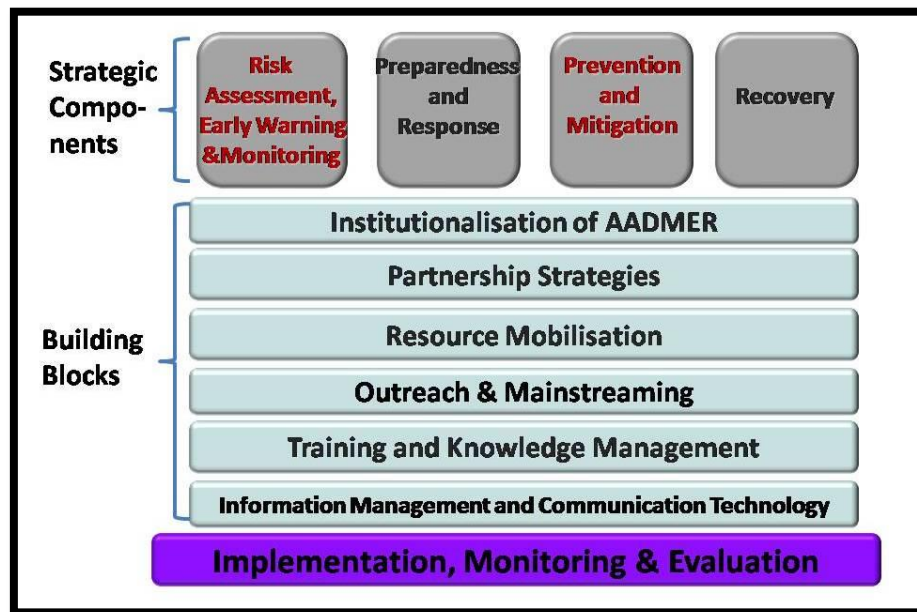 Strategic
Compo-
nents
Risk
Assessment,
Early Warning
&Monitoring
Preparedness
and
Response
Prevention
and
Mitigation
Recovery
Building
Blocks
Institutionalisation of AADMER
Partnership Strategies
Resource Mobilisation
Outreach & Mainstreaming
Training and Knowledge Management
Information Management and Communication Technology
Implementation, Monitoring & Evaluation